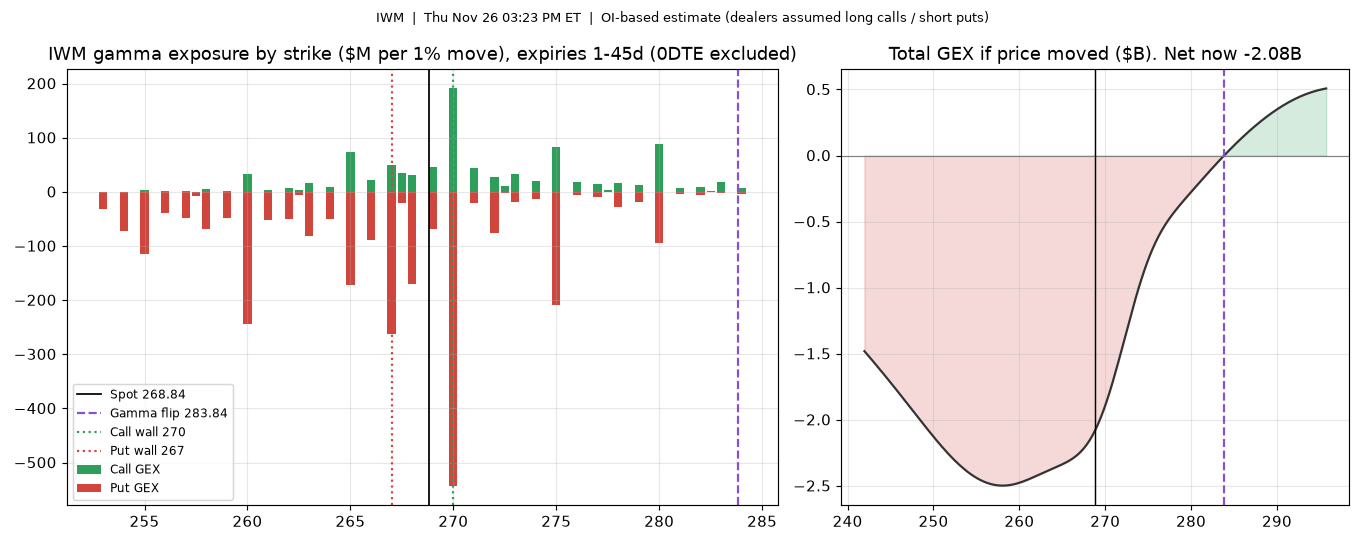 IWM | Thu Nov 26 03:23 PM ET | OI-based estimate (dealers assumed long calls / short puts)
IWM gamma exposure by strike ($M per 1% move), expiries 1-45d (0DTE excluded)
200
100
0
−100
−200
−300
−400
−500
Spot 268.84
Gamma flip 283.84
Call wall 270
Put wall 267
Call GEX
Put GEX
255 260 265 270 275 280 285
Total GEX if price moved ($B). Net now -2.08B
0.5
0.0
−0.5
−1.0
−1.5
−2.0
−2.5
240 250 260 270 280 290